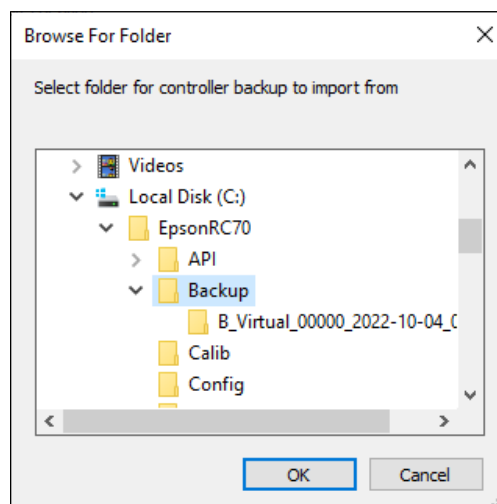 Browse For Folder
Select folder for controller backup to import from
Videos
Local Disk (C:)
EpsonRC70
API
Backup
B_Virtual_00000_2022-10-04_
Calib
Config
OK
Cancel